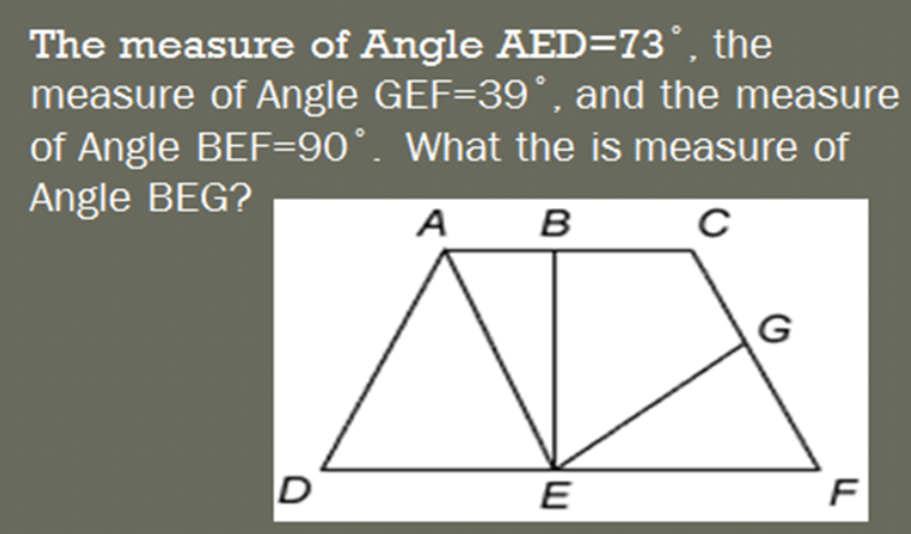 The measure of Angle AED=73°, the
measure of Angle GEF=39°, and the measure
of Angle BEF=90°. What the is measure of
Angle BEG?
A B C
G
D E F